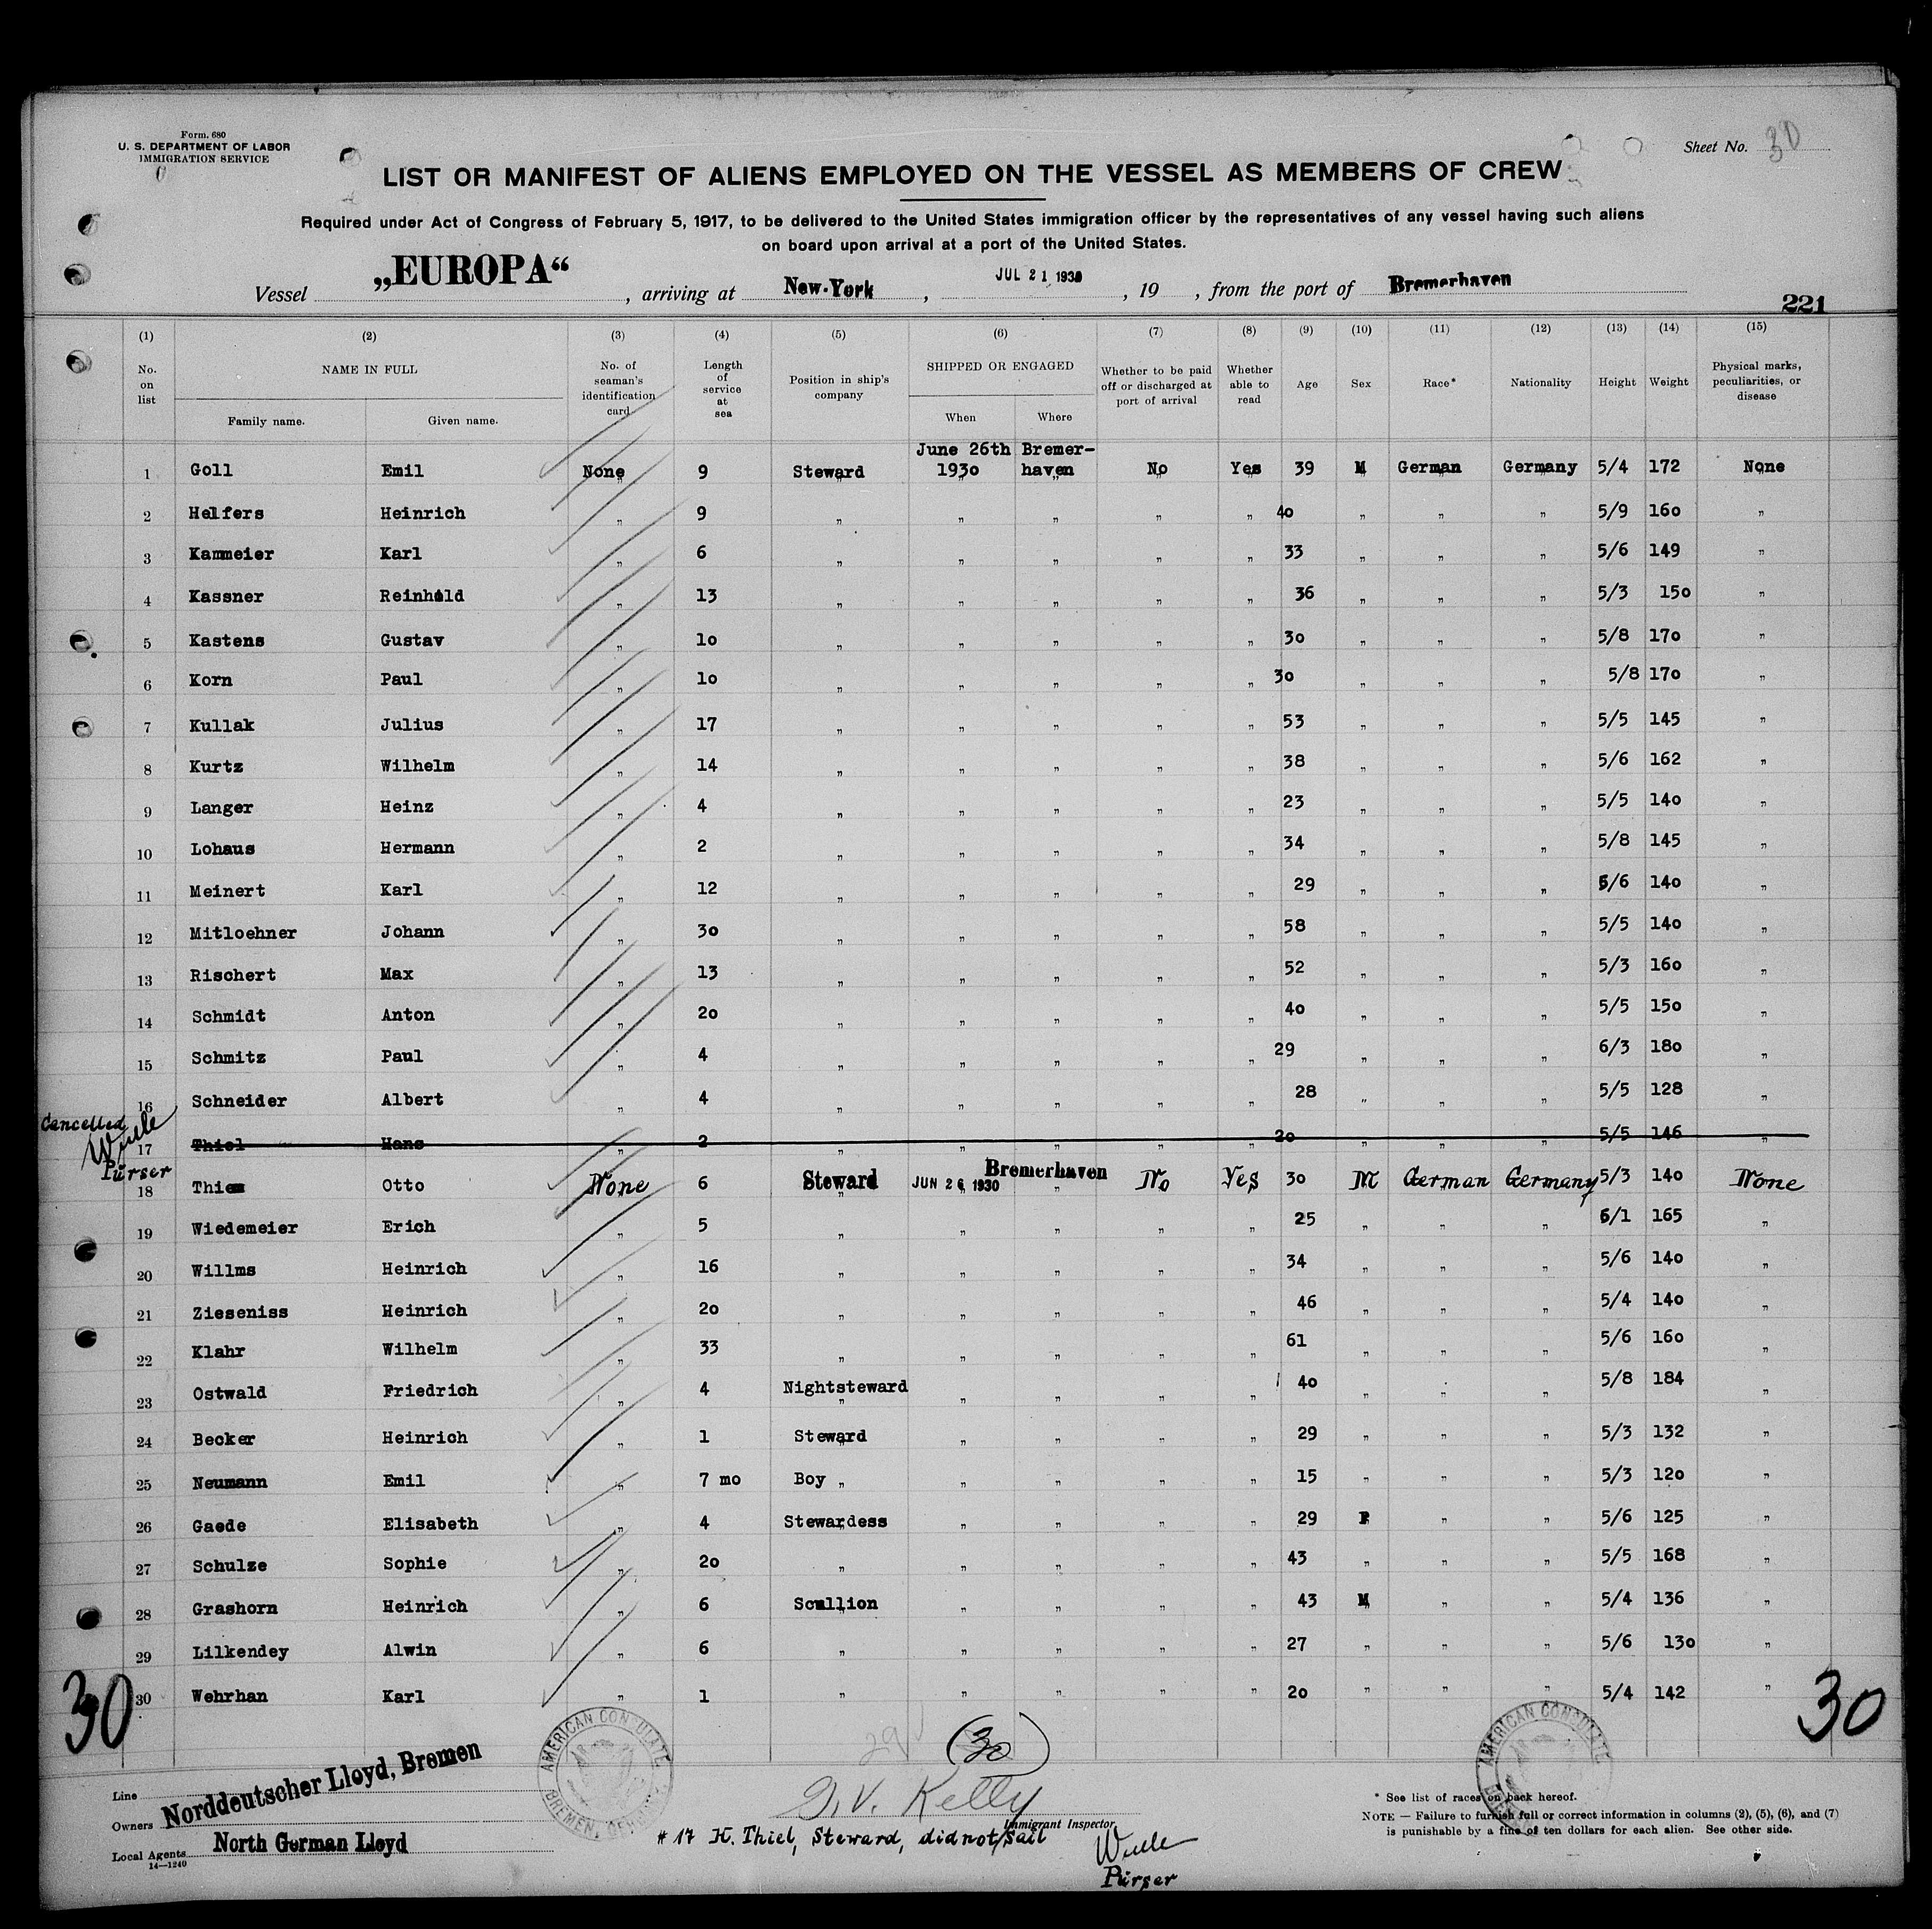 Form. 680
U. S. DEPARTMENT OF LABOR
IMMIGRATION SERVICE
Sheet No. 30
LIST OR MANIFEST OF ALIENS EMPLOYED ON THE VESSEL AS MEMBERS OF CREW
Required under Act of Congress of February 5, 1917, to be delivered to the United States immigration officer by the representatives of any vessel having such aliens
on board upon arrival at a port of the United States.
Vessel „EUROPA“ , arriving at New-York , JUL 21 1930 , 19 , from the port of Bremerhaven
221
(1) (2) (3) (4) (5) (6) (7) (8) (9) (10) (11) (12) (13) (14) (15)
No. on list NAME IN FULL Family name. Given name. No. of seaman's identification card Length of service at sea Position in ship's company SHIPPED OR ENGAGED When Where Whether to be paid off or discharged at port of arrival Whether able to read Age Sex Race* Nationality Height Weight Physical marks, peculiarities, or disease
June 26th Bremer-
1 Goll Emil None 9 Steward 1930 haven No Yes 39 M German Germany 5/4 172 None
2 Helfers Heinrich „ 9 „ „ „ „ „ 40 „ „ „ 5/9 160 „
3 Kammeier Karl „ 6 „ „ „ „ „ 33 „ „ „ 5/6 149 „
4 Kassner Reinhold „ 13 „ „ „ „ „ 36 „ „ „ 5/3 150 „
5 Kastens Gustav „ 10 „ „ „ „ „ 30 „ „ „ 5/8 170 „
6 Korn Paul „ 10 „ „ „ „ „ 30 „ „ „ 5/8 170 „
7 Kullak Julius „ 17 „ „ „ „ „ 53 „ „ „ 5/5 145 „
8 Kurtz Wilhelm „ 14 „ „ „ „ „ 38 „ „ „ 5/6 162 „
9 Langer Heinz „ 4 „ „ „ „ „ 23 „ „ „ 5/5 140 „
10 Lohaus Hermann „ 2 „ „ „ „ „ 34 „ „ „ 5/8 145 „
11 Meinert Karl „ 12 „ „ „ „ „ 29 „ „ „ 5/6 140 „
12 Mitloehner Johann „ 30 „ „ „ „ „ 58 „ „ „ 5/5 140 „
13 Rischert Max „ 13 „ „ „ „ „ 52 „ „ „ 5/3 160 „
14 Schmidt Anton „ 20 „ „ „ „ „ 40 „ „ „ 5/5 150 „
15 Schmitz Paul „ 4 „ „ „ „ „ 29 „ „ „ 6/3 180 „
16 Schneider Albert „ 4 „ „ „ „ „ 28 „ „ „ 5/5 128 „
Cancelled
17 Thiel Hans „ 2 „ „ „ „ 20 „ „ „ 5/5 146 „
Pürser
18 Thiem Otto None 6 Steward JUN 26 1930 Bremerhaven No Yes 30 M German Germany 5/3 140 None
19 Wiedemeier Erich „ 5 „ „ „ „ „ 25 „ „ „ 6/1 165 „
20 Willms Heinrich „ 16 „ „ „ „ „ 34 „ „ „ 5/6 140 „
21 Zieseniss Heinrich „ 20 „ „ „ „ „ 46 „ „ „ 5/4 140 „
22 Klahr Wilhelm „ 33 „ „ „ „ „ 61 „ „ „ 5/6 160 „
23 Ostwald Friedrich „ 4 Nightsteward „ „ „ „ 40 „ „ „ 5/8 184 „
24 Becker Heinrich „ 1 Steward „ „ „ „ 29 „ „ „ 5/3 132 „
25 Neumann Emil „ 7 mo Boy „ „ „ „ „ 15 „ „ „ 5/3 120 „
26 Gaede Elisabeth „ 4 Stewardess „ „ „ „ 29 F „ „ 5/6 125 „
27 Schulze Sophie „ 20 „ „ „ „ „ 43 „ „ „ 5/5 168 „
28 Grashorn Heinrich „ 6 Scullion „ „ „ „ 43 M „ „ 5/4 136 „
29 Lilkendey Alwin „ 6 „ „ „ „ „ 27 „ „ „ 5/6 130 „
30 Wehrhan Karl „ 1 „ „ „ „ „ 20 „ „ „ 5/4 142 „
30 30
29 (30)
AMERICAN CONSULATE BREMEN, GERMANY
AMERICAN CONSULATE
Line
Owners Norddeutscher Lloyd, Bremen
Local Agents North German Lloyd
14—1240
Kelly
Immigrant Inspector.
# 17 H. Thiel, Steward, did not sail
Pürser
* See list of races on back hereof.
NOTE — Failure to furnish full or correct information in columns (2), (5), (6), and (7)
is punishable by a fine of ten dollars for each alien. See other side.